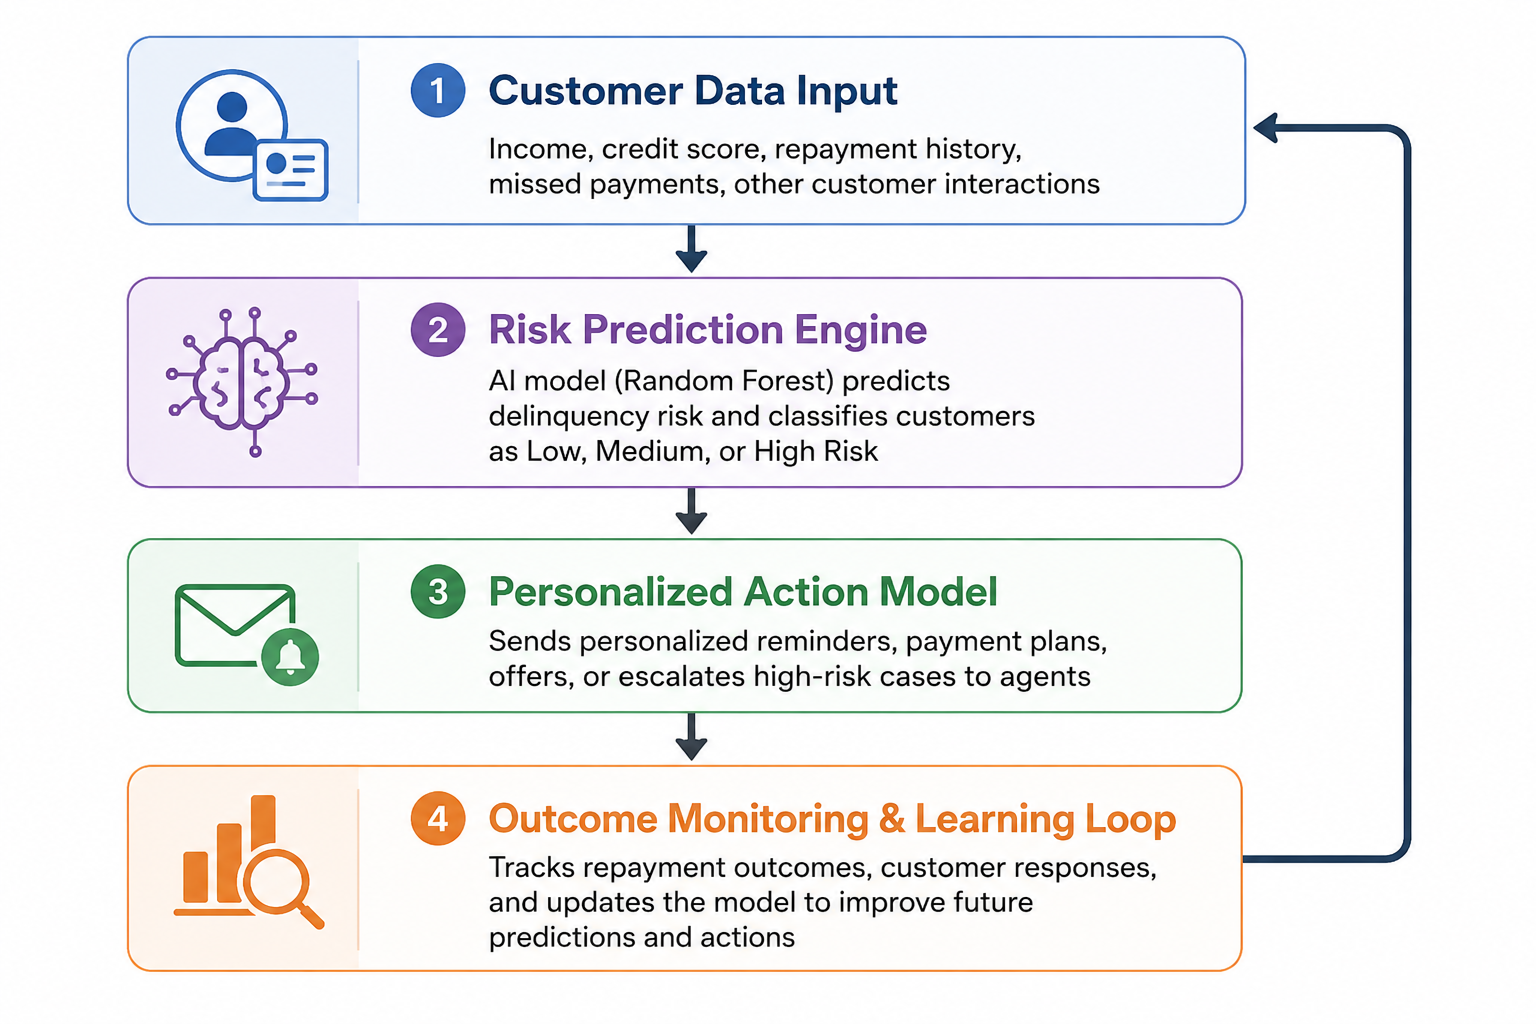 1 Customer Data Input
Income, credit score, repayment history,
missed payments, other customer interactions
2 Risk Prediction Engine
AI model (Random Forest) predicts
delinquency risk and classifies customers
as Low, Medium, or High Risk
3 Personalized Action Model
Sends personalized reminders, payment plans,
offers, or escalates high-risk cases to agents
4 Outcome Monitoring & Learning Loop
Tracks repayment outcomes, customer responses,
and updates the model to improve future
predictions and actions